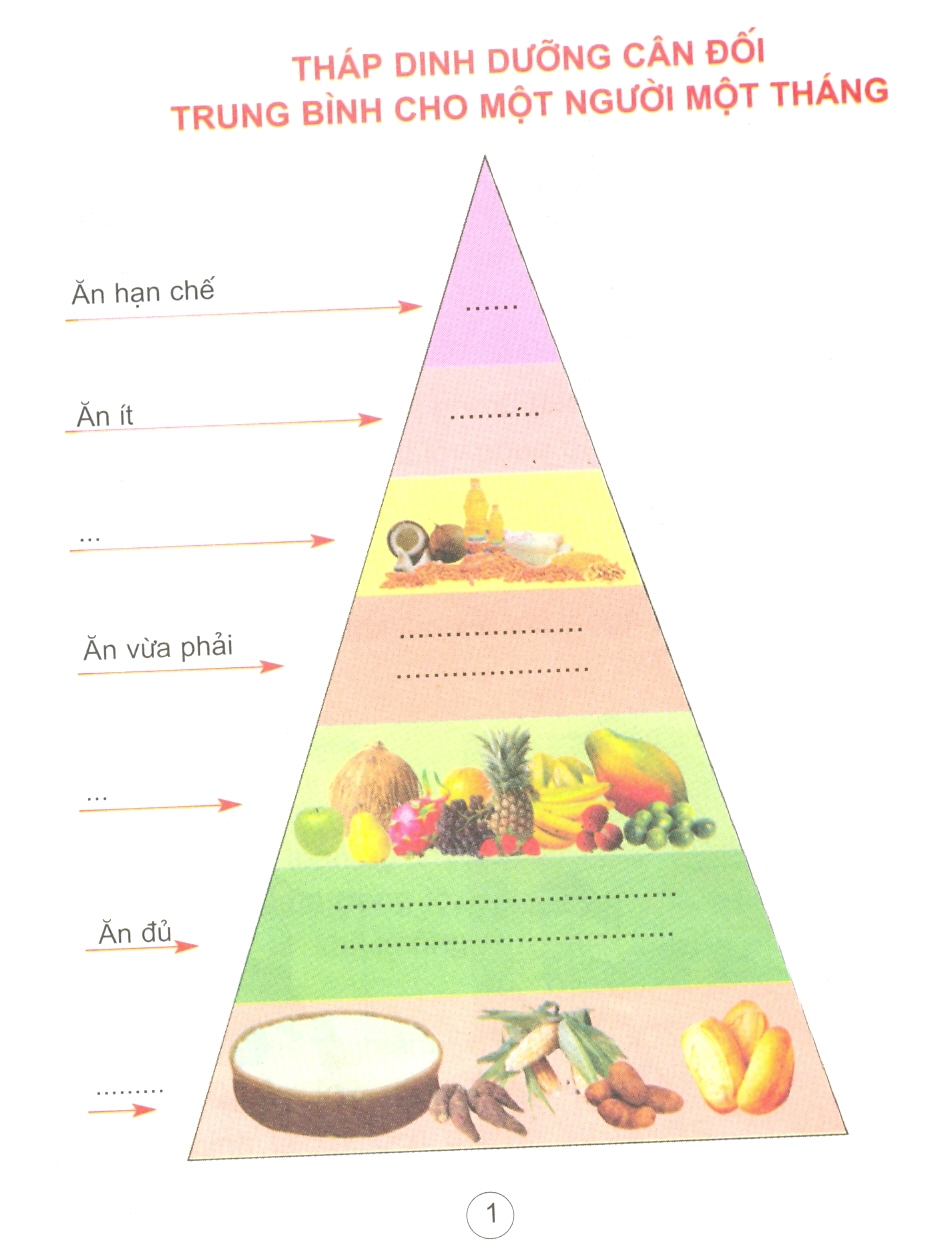 THÁP DINH DƯỠNG CÂN ĐỐI
TRUNG BÌNH CHO MỘT NGƯỜI MỘT THÁNG
Ăn hạn chế
......
Ăn ít
..........
...
Ăn vừa phải
....................
.....................
...
Ăn đủ
.....................................
....................................
.........
1